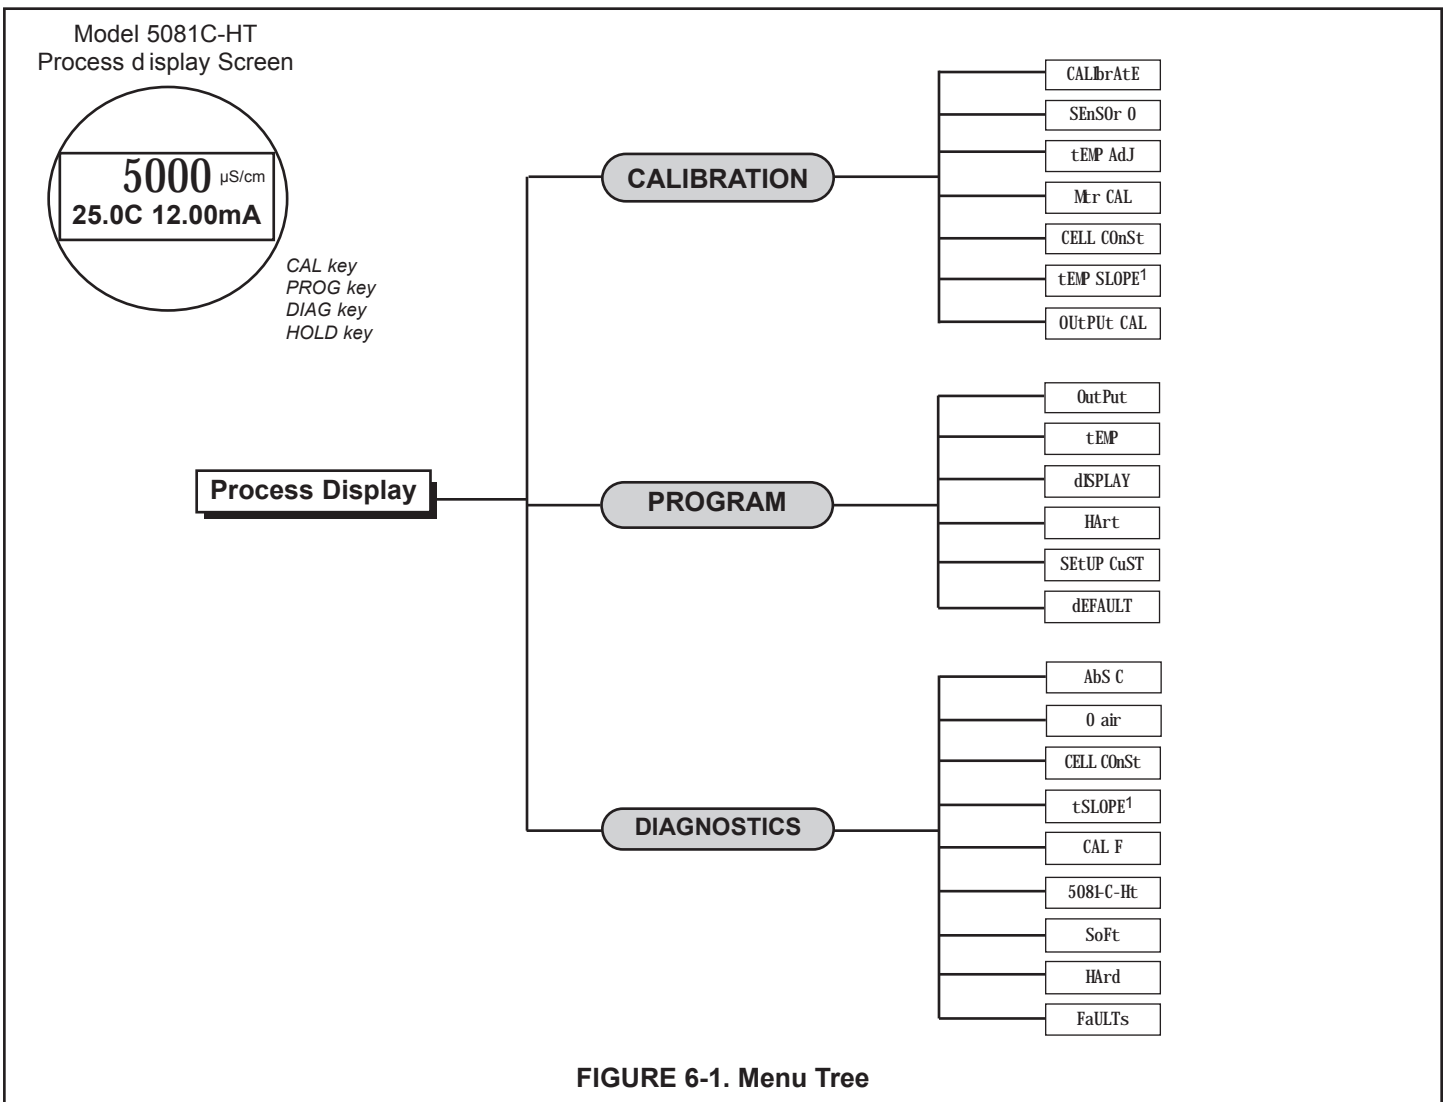 Model 5081C-HT
Process display Screen
5000 µS/cm
25.0C 12.00mA
CAL key
PROG key
DIAG key
HOLD key
Process Display
CALIBRATION
CALIbrAtE
SEnSOr 0
tEMP AdJ
Mtr CAL
CELL COnSt
tEMP SLOPE1
OUtPUt CAL
PROGRAM
OutPut
tEMP
dISPLAY
HArt
SEtUP CuST
dEFAULT
DIAGNOSTICS
AbS C
0 air
CELL COnSt
tSLOPE1
CAL F
5081-C-Ht
SoFt
HArd
FaULTs
FIGURE 6-1. Menu Tree